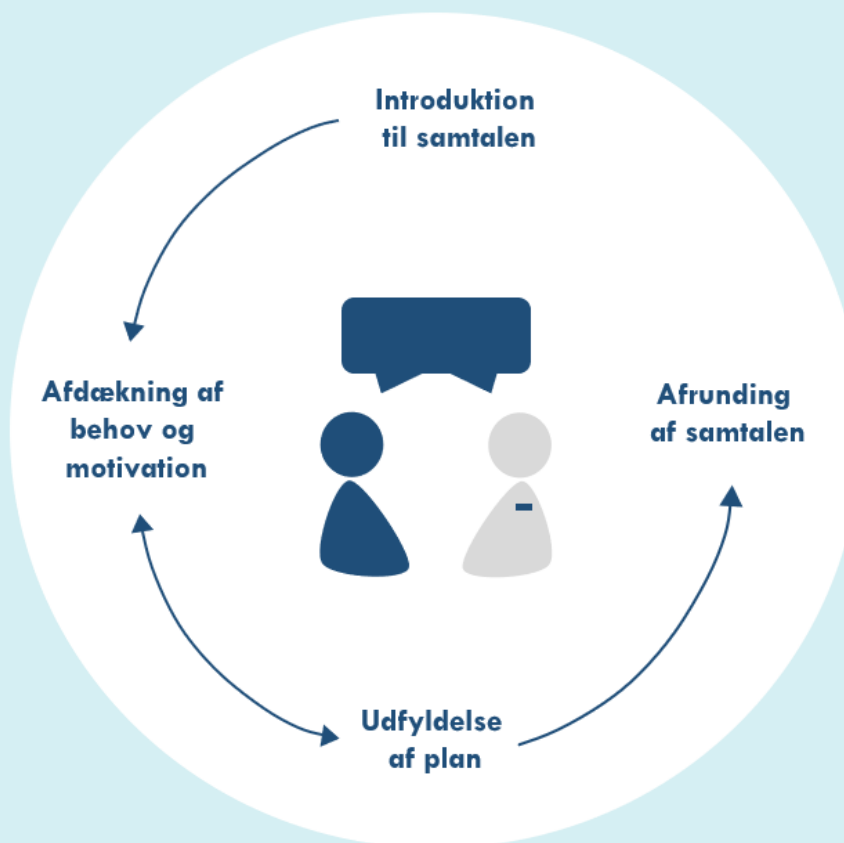 Introduktion
til samtalen
Afdækning af
behov og
motivation
Udfyldelse
af plan
Afrunding
af samtalen